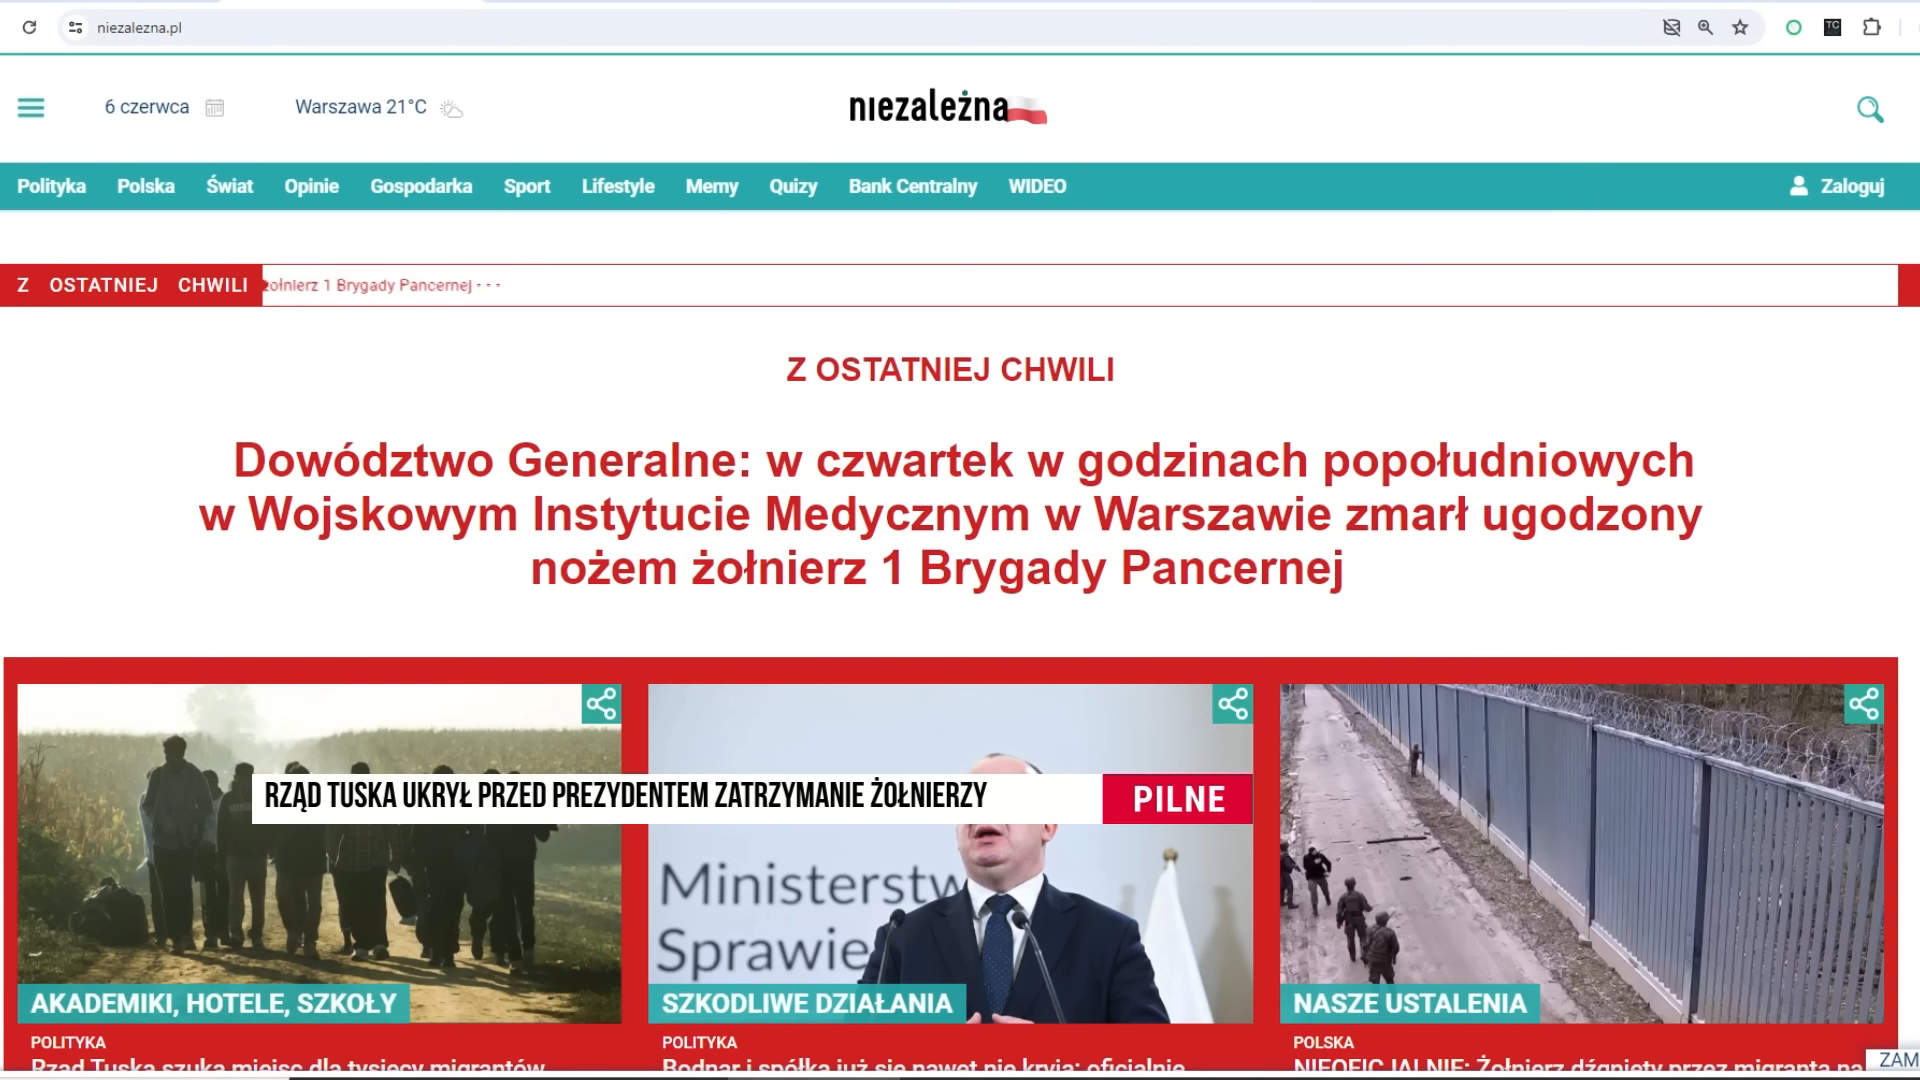 niezalezna.pl
TC
6 czerwca
Warszawa 21°C
niezależna
Polityka Polska Świat Opinie Gospodarka Sport Lifestyle Memy Quizy Bank Centralny WIDEO Zaloguj
Z OSTATNIEJ CHWILI
żołnierz 1 Brygady Pancernej - - -
Z OSTATNIEJ CHWILI
Dowództwo Generalne: w czwartek w godzinach popołudniowych
w Wojskowym Instytucie Medycznym w Warszawie zmarł ugodzony
nożem żołnierz 1 Brygady Pancernej
RZĄD TUSKA UKRYŁ PRZED PREZYDENTEM ZATRZYMANIE ŻOŁNIERZY
PILNE
Ministerstw
Sprawie
AKADEMIKI, HOTELE, SZKOŁY
SZKODLIWE DZIAŁANIA
NASZE USTALENIA
POLITYKA
POLITYKA
POLSKA
Rząd Tuska szuka miejsc dla tysięcy migrantów
Bodnar i spółka już się nawet nie kryją: oficjalnie
NIEOFICJALNIE: Żołnierz dźgnięty przez migranta na
ZAM